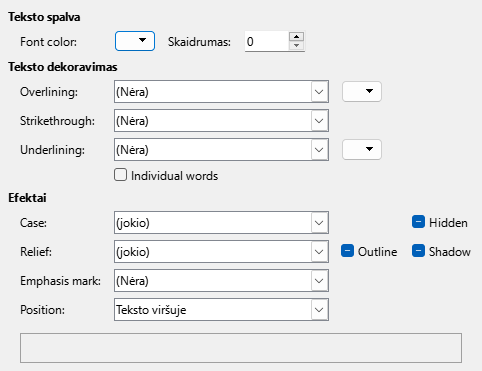 Teksto spalva
Font color: Skaidrumas: 0
Teksto dekoravimas
Overlining: (Nėra)
Strikethrough: (Nėra)
Underlining: (Nėra)
Individual words
Efektai
Case: (jokio) Hidden
Relief: (jokio) Outline Shadow
Emphasis mark: (Nėra)
Position: Teksto viršuje